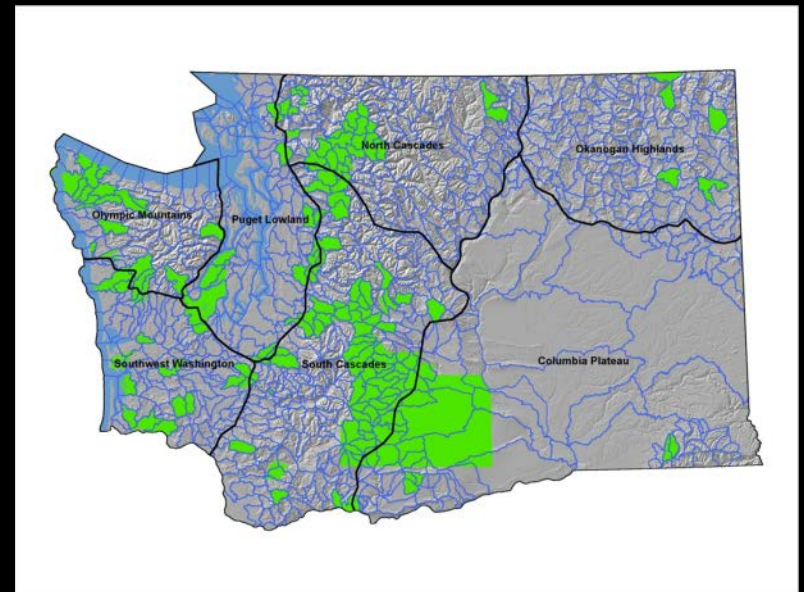 North Cascades
Okanogan Highlands
Olympic Mountains
Puget Lowland
Southwest Washington
South Cascades
Columbia Plateau